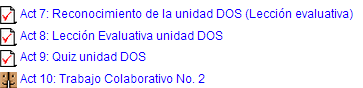 Act 7: Reconocimiento de la unidad DOS (Lección evaluativa)
Act 8: Lección Evaluativa unidad DOS
Act 9: Quiz unidad DOS
Act 10: Trabajo Colaborativo No. 2